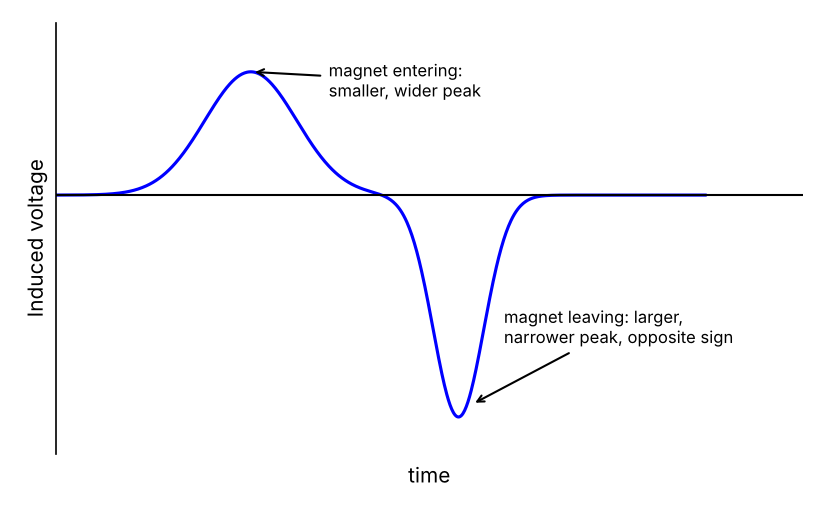 magnet entering:
smaller, wider peak
Induced voltage
magnet leaving: larger,
narrower peak, opposite sign
time